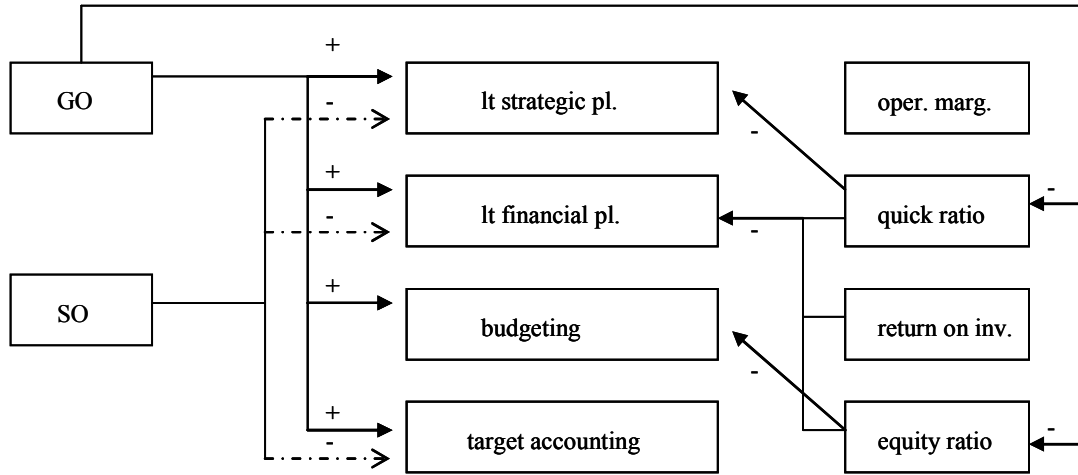 +
GO
lt strategic pl.
oper. marg.
-
-
+
lt financial pl.
quick ratio
-
-
-
SO
+
budgeting
return on inv.
-
+
target accounting
equity ratio
-
-